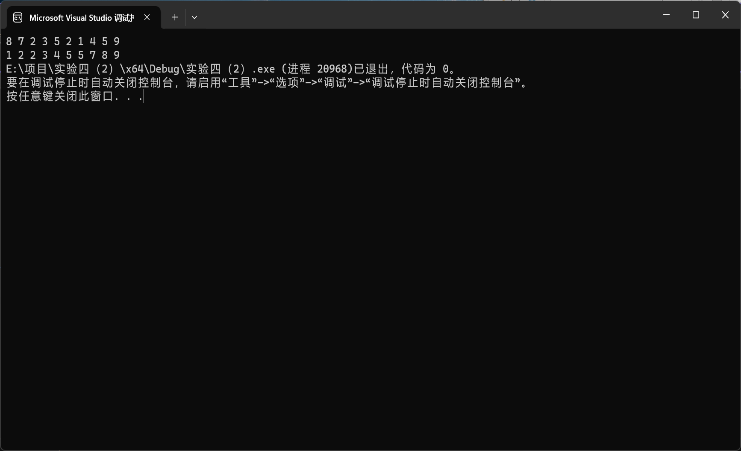 Microsoft Visual Studio 调试
8 7 2 3 5 2 1 4 5 9
1 2 2 3 4 5 5 7 8 9
E:\项目\实验四（2）\x64\Debug\实验四（2）.exe (进程 20968)已退出，代码为 0。
要在调试停止时自动关闭控制台，请启用“工具”->“选项”->“调试”->“调试停止时自动关闭控制台”。
按任意键关闭此窗口. . .